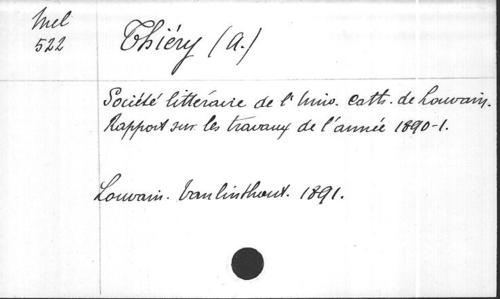 Mel
522
Thiéry (A.)
Société littéraire de l'Univ. Cath. de Louvain.
Rapport sur les travaux de l'année 1890-1.
Louvain. Vanlinthout. 1891.